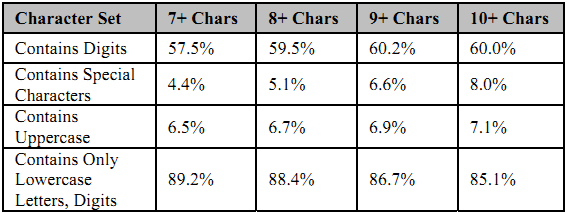 Character Set 7+ Chars 8+ Chars 9+ Chars 10+ Chars
Contains Digits 57.5% 59.5% 60.2% 60.0%
Contains Special
Characters 4.4% 5.1% 6.6% 8.0%
Contains
Uppercase 6.5% 6.7% 6.9% 7.1%
Contains Only
Lowercase 89.2% 88.4% 86.7% 85.1%
Letters, Digits